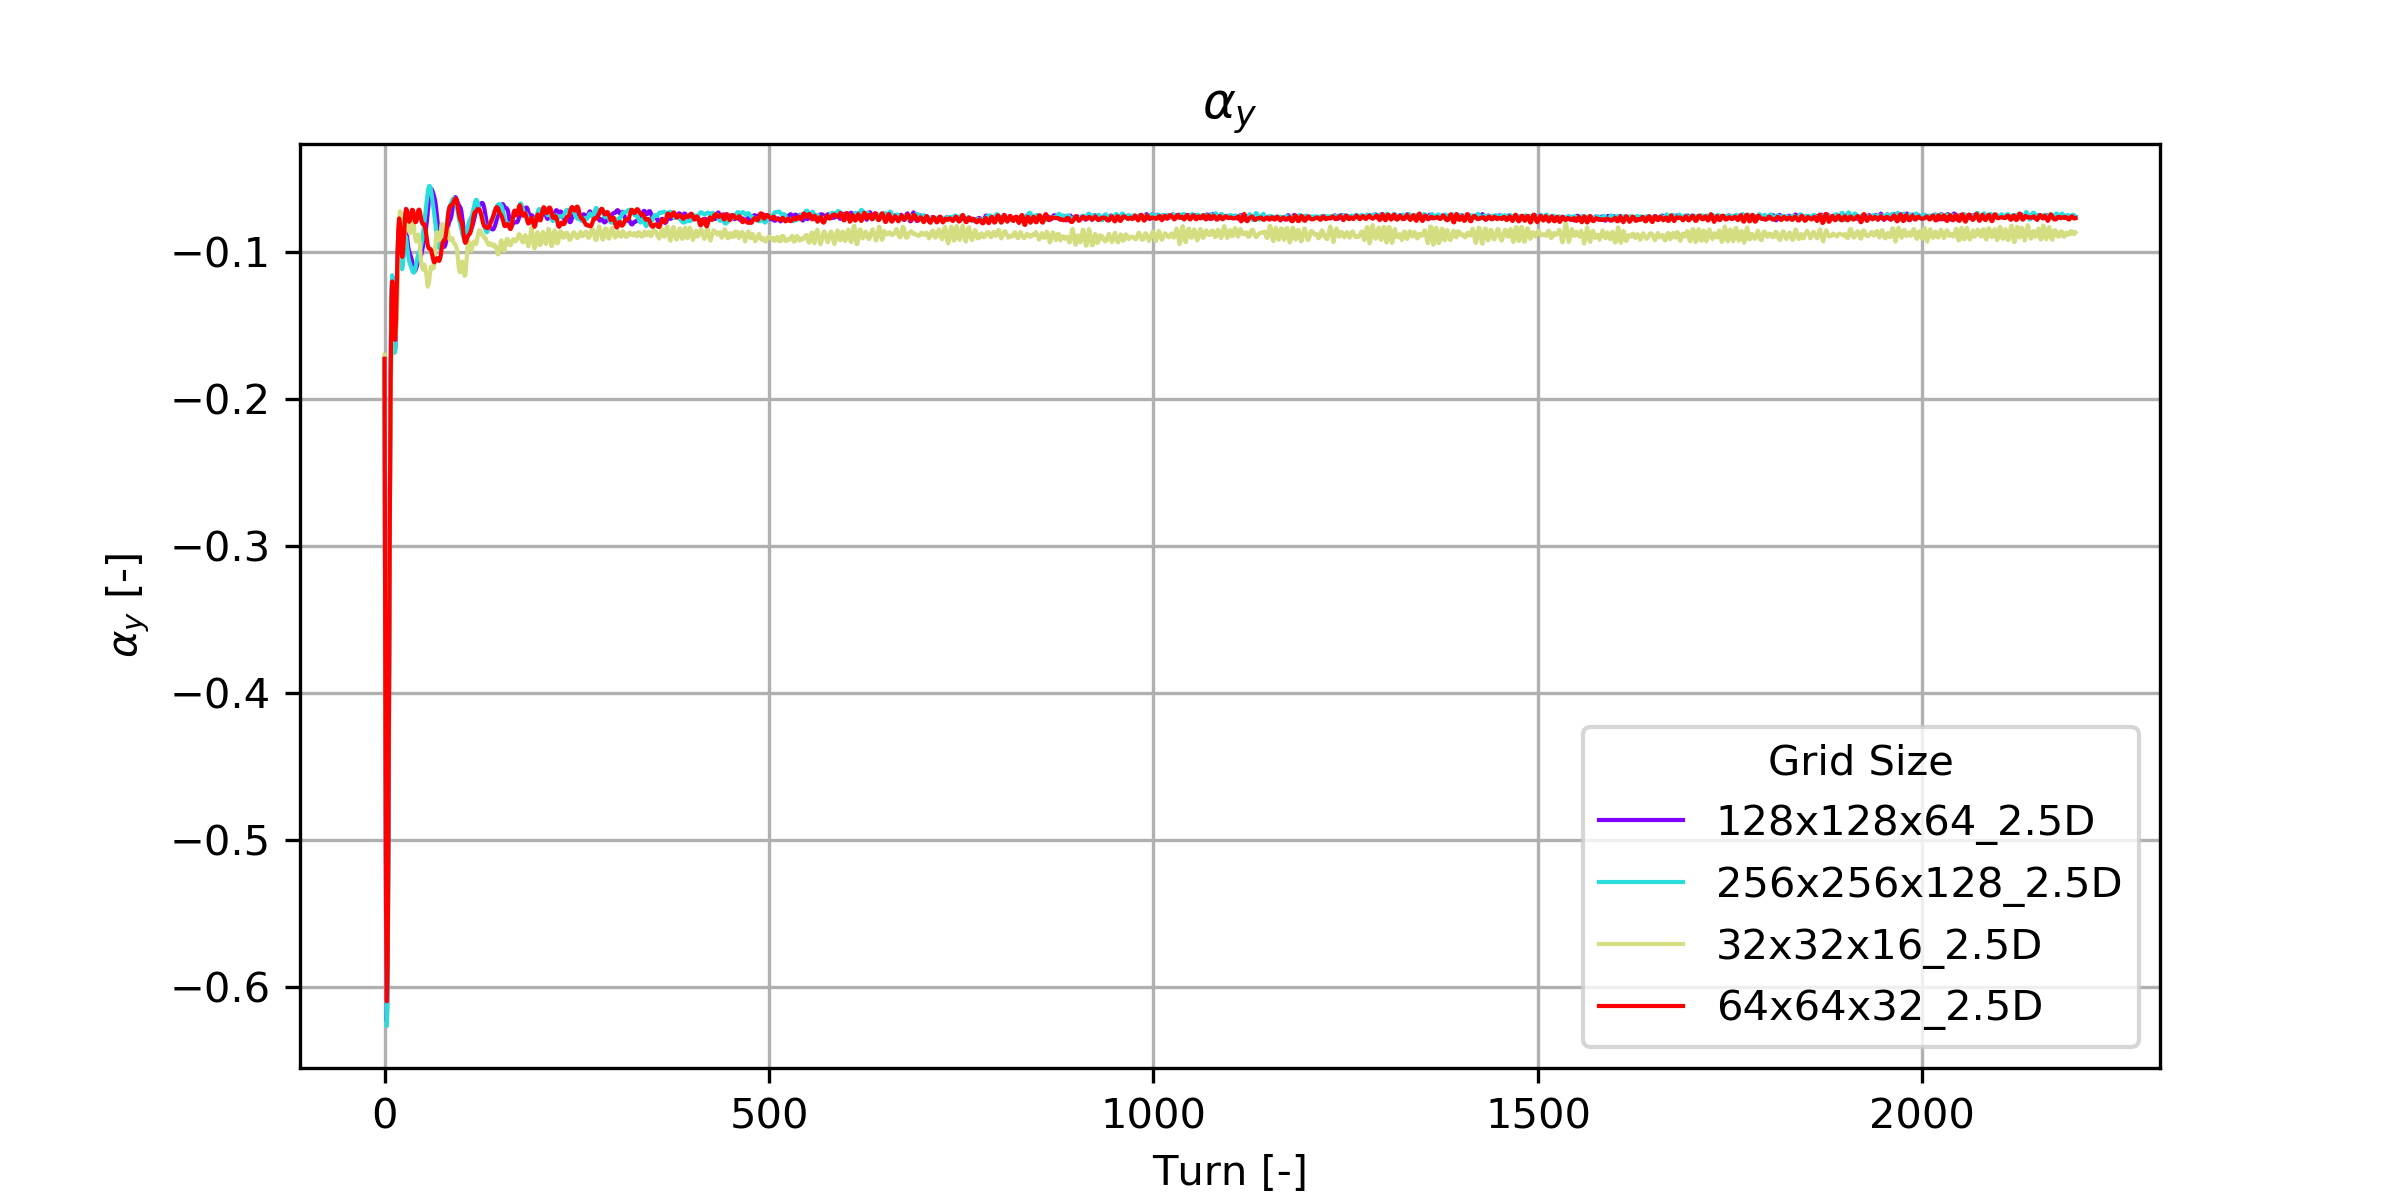 αy
−0.1
−0.2
−0.3
−0.4
−0.5
−0.6
αy [-]
Grid Size
128x128x64_2.5D
256x256x128_2.5D
32x32x16_2.5D
64x64x32_2.5D
0 500 1000 1500 2000
Turn [-]